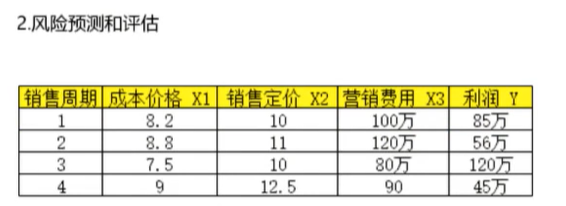 2.风险预测和评估
销售周期 成本价格 X1 销售定价 X2 营销费用 X3 利润 Y
1 8.2 10 100万 85万
2 8.8 11 120万 56万
3 7.5 10 80万 120万
4 9 12.5 90 45万